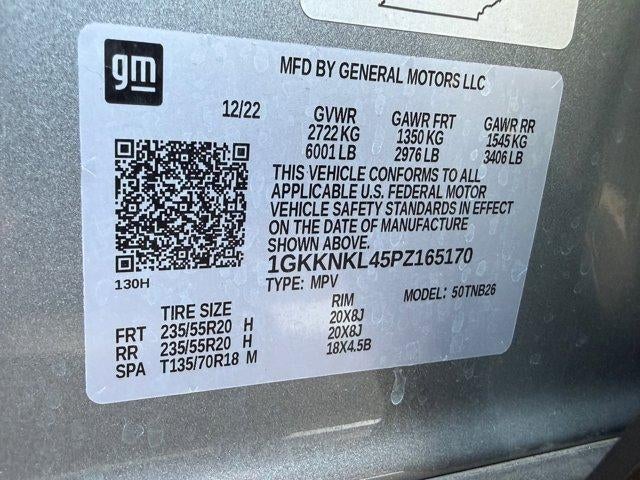 gm
MFD BY GENERAL MOTORS LLC
12/22 GVWR GAWR FRT GAWR RR
2722 KG 1350 KG 1545 KG
6001 LB 2976 LB 3406 LB
THIS VEHICLE CONFORMS TO ALL
APPLICABLE U.S. FEDERAL MOTOR
VEHICLE SAFETY STANDARDS IN EFFECT
ON THE DATE OF MANUFACTURE
SHOWN ABOVE.
1GKKNKL45PZ165170
130H
TYPE: MPV MODEL: 50TNB26
TIRE SIZE RIM
FRT 235/55R20 H 20X8J
RR 235/55R20 H 20X8J
SPA T135/70R18 M 18X4.5B